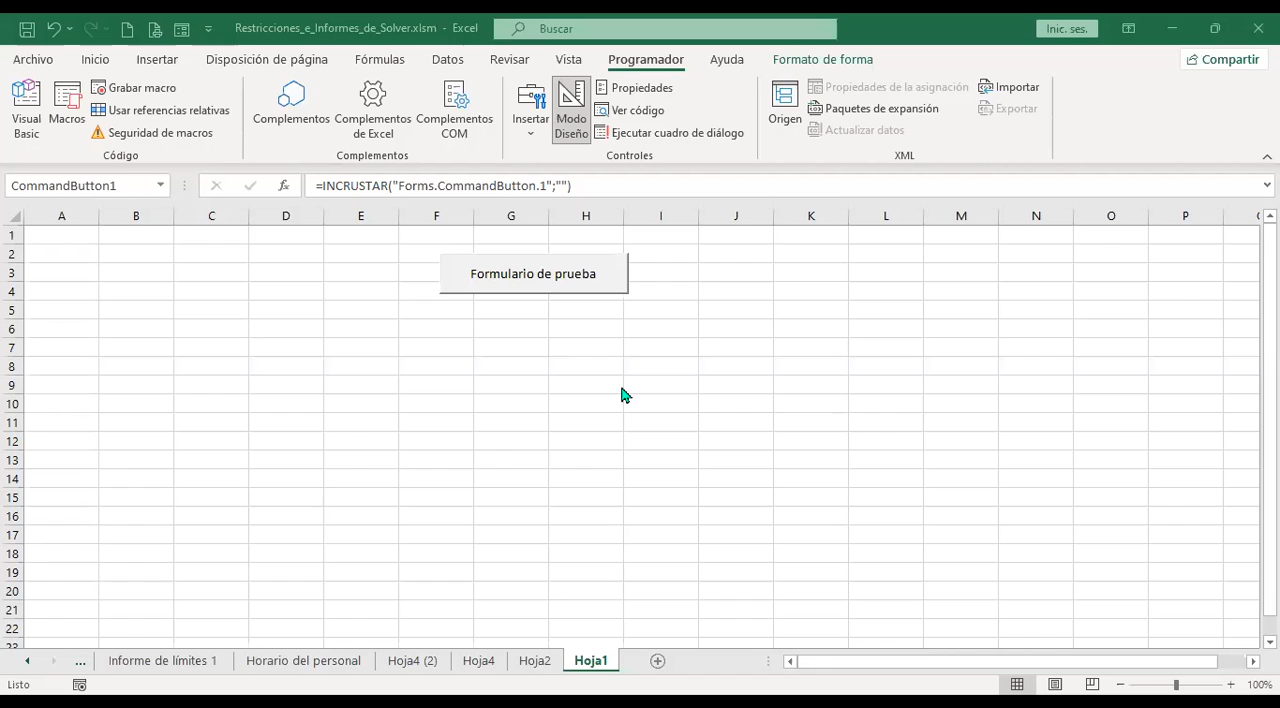 Restricciones_e_Informes_de_Solver.xlsm - Excel
Buscar
Inic. ses.
Archivo Inicio Insertar Disposición de página Fórmulas Datos Revisar Vista Programador Ayuda Formato de forma Compartir
Visual Basic
Macros
Grabar macro
Usar referencias relativas
Seguridad de macros
Código
Complementos
Complementos de Excel
Complementos COM
Complementos
Insertar
Modo Diseño
Propiedades
Ver código
Ejecutar cuadro de diálogo
Controles
Origen
Propiedades de la asignación
Paquetes de expansión
Actualizar datos
Importar
Exportar
XML
CommandButton1
fx
=INCRUSTAR("Forms.CommandButton.1";"")
A B C D E F G H I J K L M N O P
1
2
3
4
5
6
7
8
9
10
11
12
13
14
15
16
17
18
19
20
21
22
23
Formulario de prueba
... Informe de límites 1 Horario del personal Hoja4 (2) Hoja4 Hoja2 Hoja1
Listo
100%